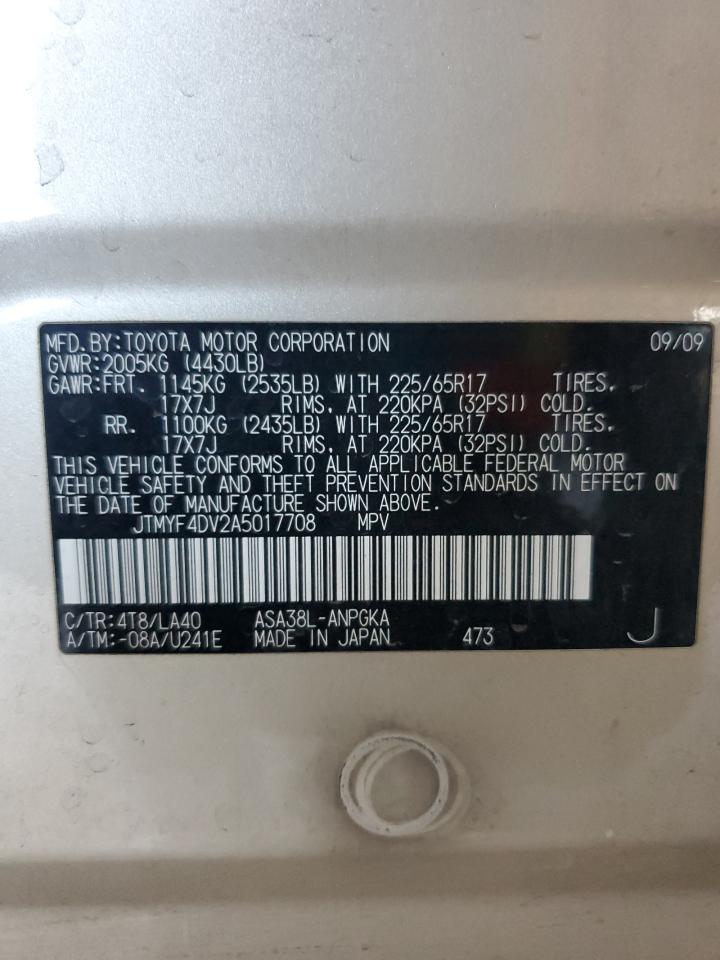 MFD.BY:TOYOTA MOTOR CORPORATION 09/09
GVWR:2005KG (4430LB)
GAWR:FRT. 1145KG (2535LB) WITH 225/65R17 TIRES,
17X7J RIMS, AT 220KPA (32PSI) COLD.
RR. 1100KG (2435LB) WITH 225/65R17 TIRES,
17X7J RIMS, AT 220KPA (32PSI) COLD.
THIS VEHICLE CONFORMS TO ALL APPLICABLE FEDERAL MOTOR
VEHICLE SAFETY AND THEFT PREVENTION STANDARDS IN EFFECT ON
THE DATE OF MANUFACTURE SHOWN ABOVE.
JTMYF4DV2A5017708 MPV
C/TR:4T8/LA40 ASA38L-ANPGKA
A/TM:-08A/U241E MADE IN JAPAN 473 J